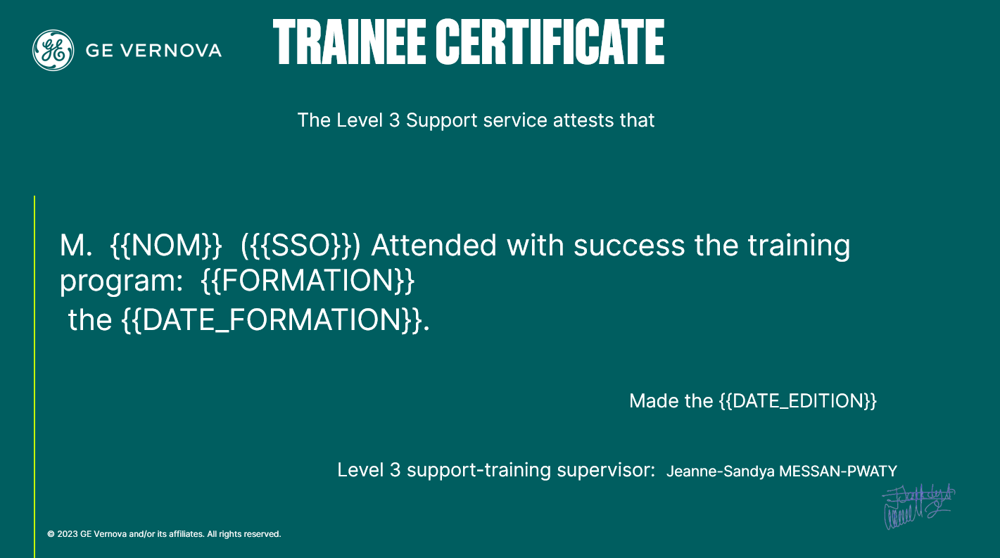 GE VERNOVA
TRAINEE CERTIFICATE
The Level 3 Support service attests that
M. {{NOM}} ({{SSO}}) Attended with success the training
program: {{FORMATION}}
the {{DATE_FORMATION}}.
Made the {{DATE_EDITION}}
Level 3 support-training supervisor: Jeanne-Sandya MESSAN-PWATY
© 2023 GE Vernova and/or its affiliates. All rights reserved.